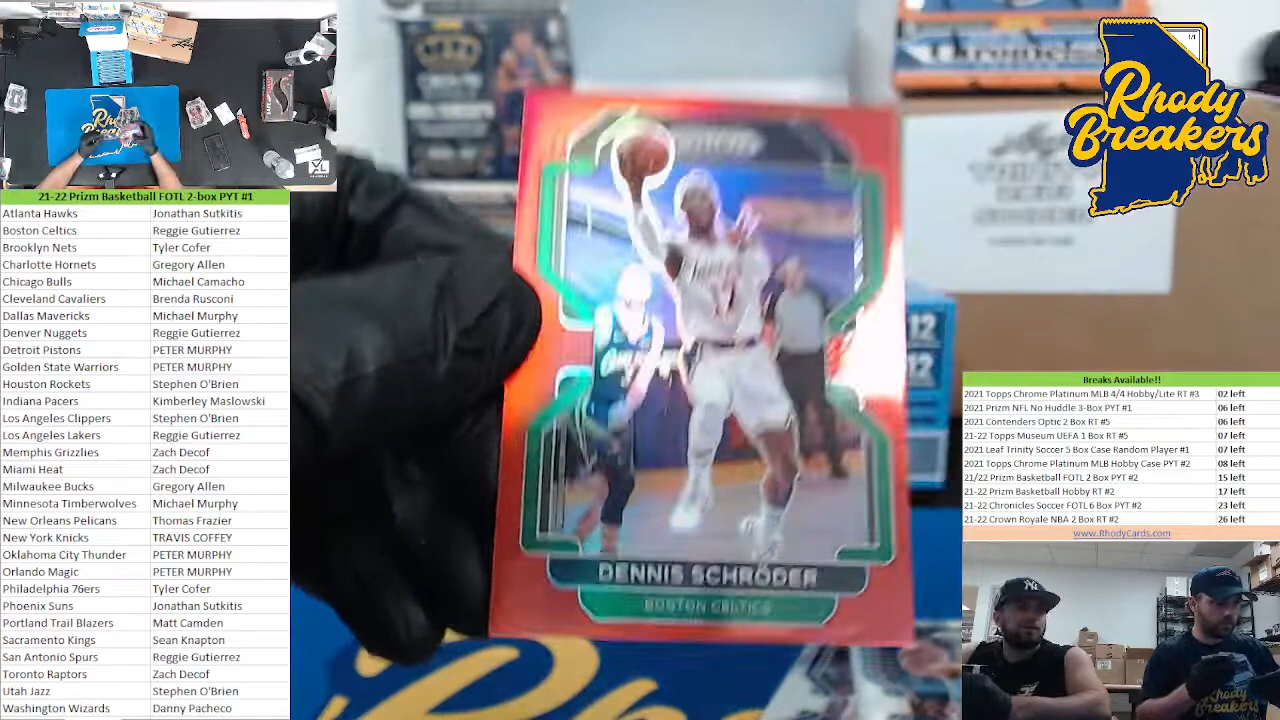 21-22 Prizm Basketball FOTL 2-box PYT #1
Atlanta Hawks Jonathan Sutkitis
Boston Celtics Reggie Gutierrez
Brooklyn Nets Tyler Cofer
Charlotte Hornets Gregory Allen
Chicago Bulls Michael Camacho
Cleveland Cavaliers Brenda Rusconi
Dallas Mavericks Michael Murphy
Denver Nuggets Reggie Gutierrez
Detroit Pistons PETER MURPHY
Golden State Warriors PETER MURPHY
Houston Rockets Stephen O'Brien
Indiana Pacers Kimberley Maslowski
Los Angeles Clippers Stephen O'Brien
Los Angeles Lakers Reggie Gutierrez
Memphis Grizzlies Zach Decof
Miami Heat Zach Decof
Milwaukee Bucks Gregory Allen
Minnesota Timberwolves Michael Murphy
New Orleans Pelicans Thomas Frazier
New York Knicks TRAVIS COFFEY
Oklahoma City Thunder PETER MURPHY
Orlando Magic PETER MURPHY
Philadelphia 76ers Tyler Cofer
Phoenix Suns Jonathan Sutkitis
Portland Trail Blazers Matt Camden
Sacramento Kings Sean Knapton
San Antonio Spurs Reggie Gutierrez
Toronto Raptors Zach Decof
Utah Jazz Stephen O'Brien
Washington Wizards Danny Pacheco
DENNIS SCHRÖDER
BOSTON CELTICS
12
12
1/1
Rhody
Breakers
Breaks Available!!
2021 Topps Chrome Platinum MLB 4/4 Hobby/Lite RT #3 02 left
2021 Prizm NFL No Huddle 3-Box PYT #1 06 left
2021 Contenders Optic 2 Box RT #5 06 left
21-22 Topps Museum UEFA 1 Box RT #5 07 left
2021 Leaf Trinity Soccer 5 Box Case Random Player #1 07 left
2021 Topps Chrome Platinum MLB Hobby Case PYT #2 08 left
21/22 Prizm Basketball FOTL 2 Box PYT #2 15 left
21-22 Prizm Basketball Hobby RT #2 17 left
21-22 Chronicles Soccer FOTL 6 Box PYT #2 23 left
21-22 Crown Royale NBA 2 Box RT #2 26 left
www.RhodyCards.com
Rhody
Breakers